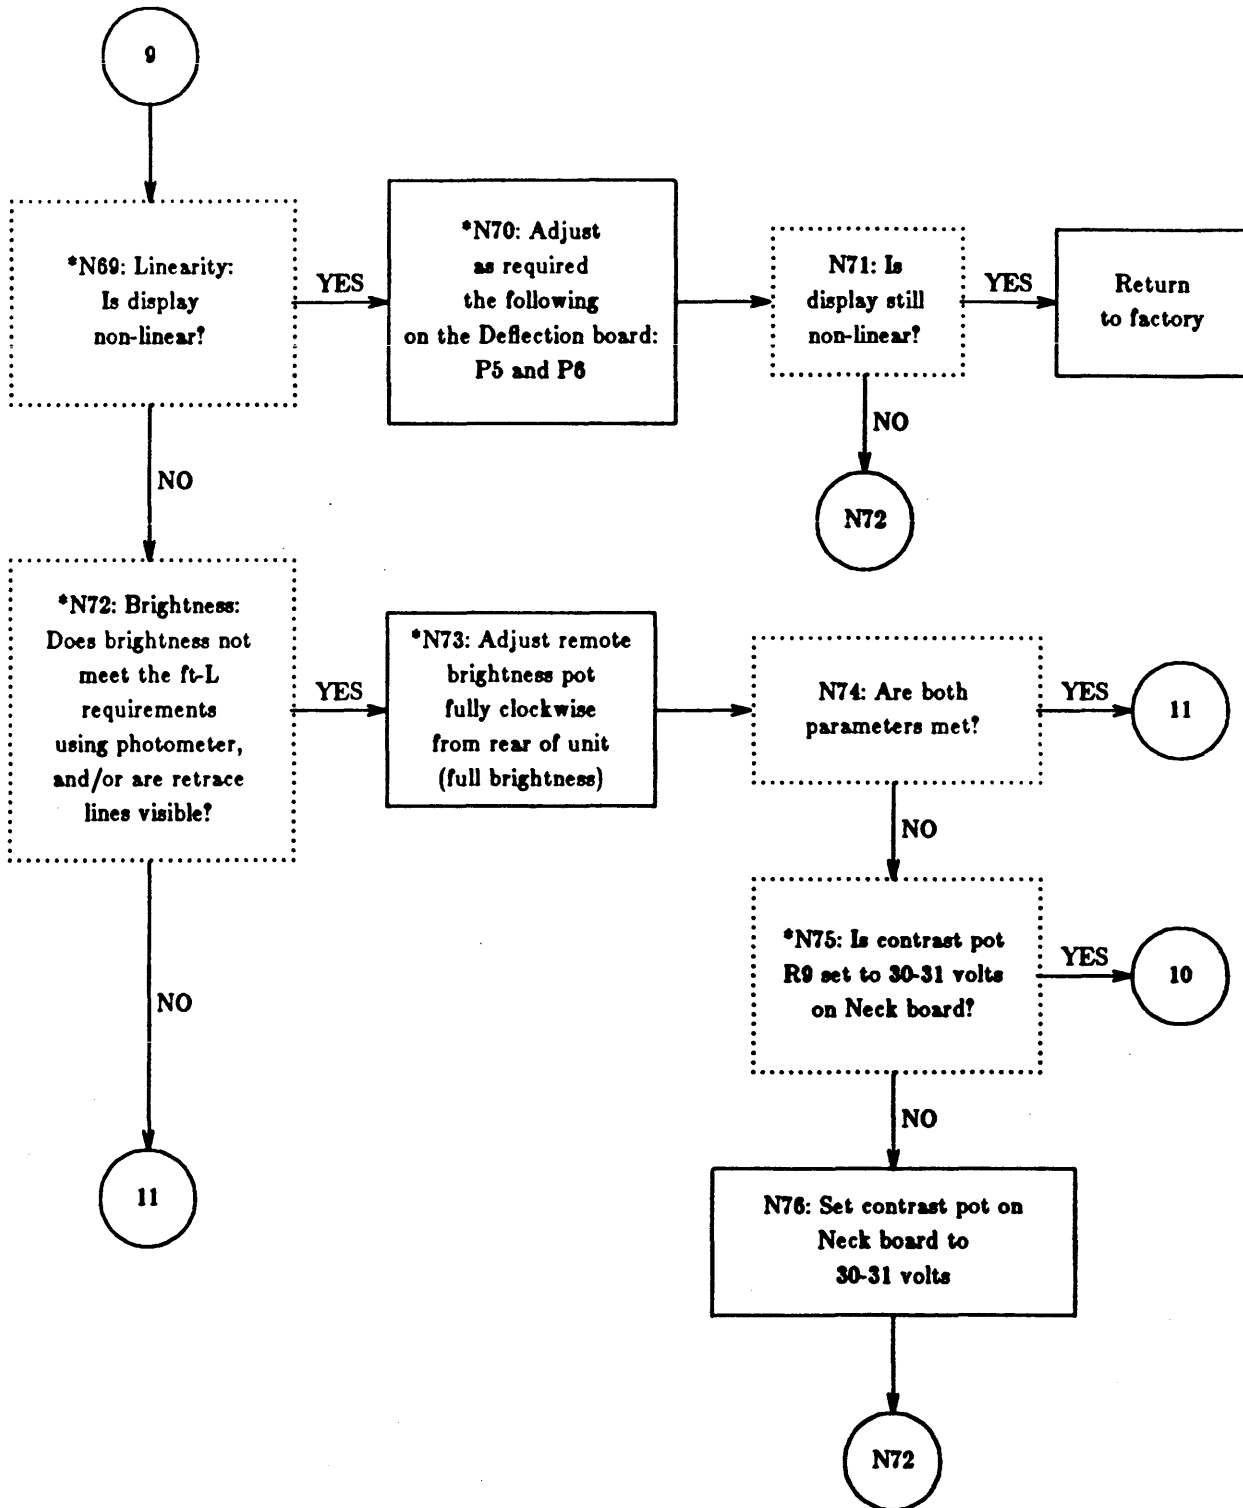 9
*N69: Linearity:
Is display
non-linear?
YES
*N70: Adjust
as required
the following
on the Deflection board:
P5 and P6
N71: Is
display still
non-linear?
YES
Return
to factory
NO
N72
NO
*N72: Brightness:
Does brightness not
meet the ft-L
requirements
using photometer,
and/or are retrace
lines visible?
YES
*N73: Adjust remote
brightness pot
fully clockwise
from rear of unit
(full brightness)
N74: Are both
parameters met?
YES
11
NO
*N75: Is contrast pot
R9 set to 30-31 volts
on Neck board?
YES
10
NO
11
NO
N76: Set contrast pot on
Neck board to
30-31 volts
N72